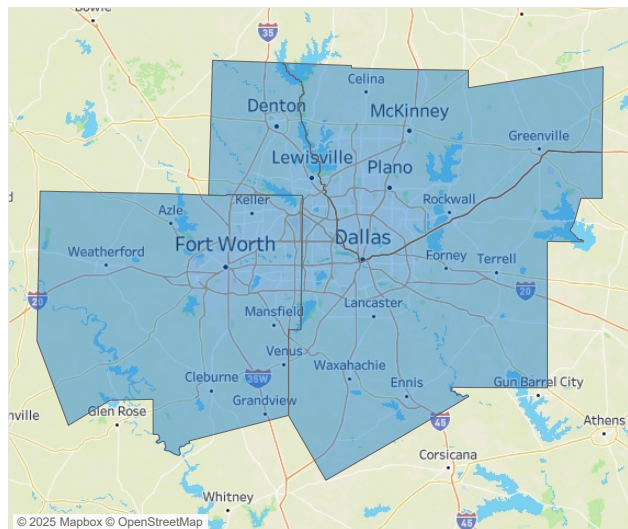 Bowie
35
Celina
Denton
McKinney
Greenville
Lewisville
Plano
Keller
Rockwall
Azle
Fort Worth
Dallas
Weatherford
Forney
Terrell
20
20
Lancaster
Mansfield
Venus
Waxahachie
35W
Cleburne
Ennis
Gun Barrel City
Grandview
nville
Glen Rose
45
Athens
Corsicana
Whitney
45
© 2025 Mapbox © OpenStreetMap